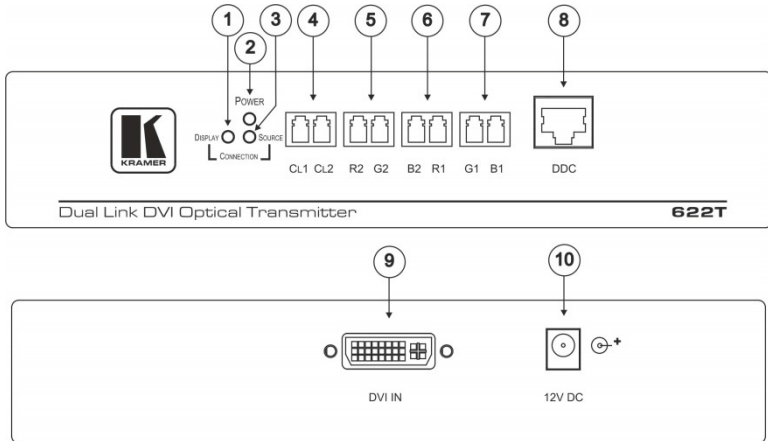 1 2 3 4 5 6 7 8
POWER
DISPLAY SOURCE
CONNECTION
KRAMER
CL1 CL2 R2 G2 B2 R1 G1 B1 DDC
Dual Link DVI Optical Transmitter 622T
9 10
+
DVI IN 12V DC